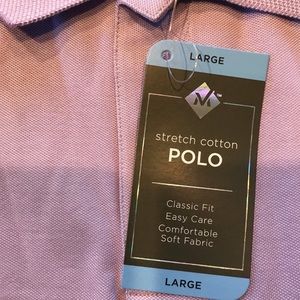 LARGE
M
stretch cotton
POLO
Classic Fit
Easy Care
Comfortable
Soft Fabric
LARGE